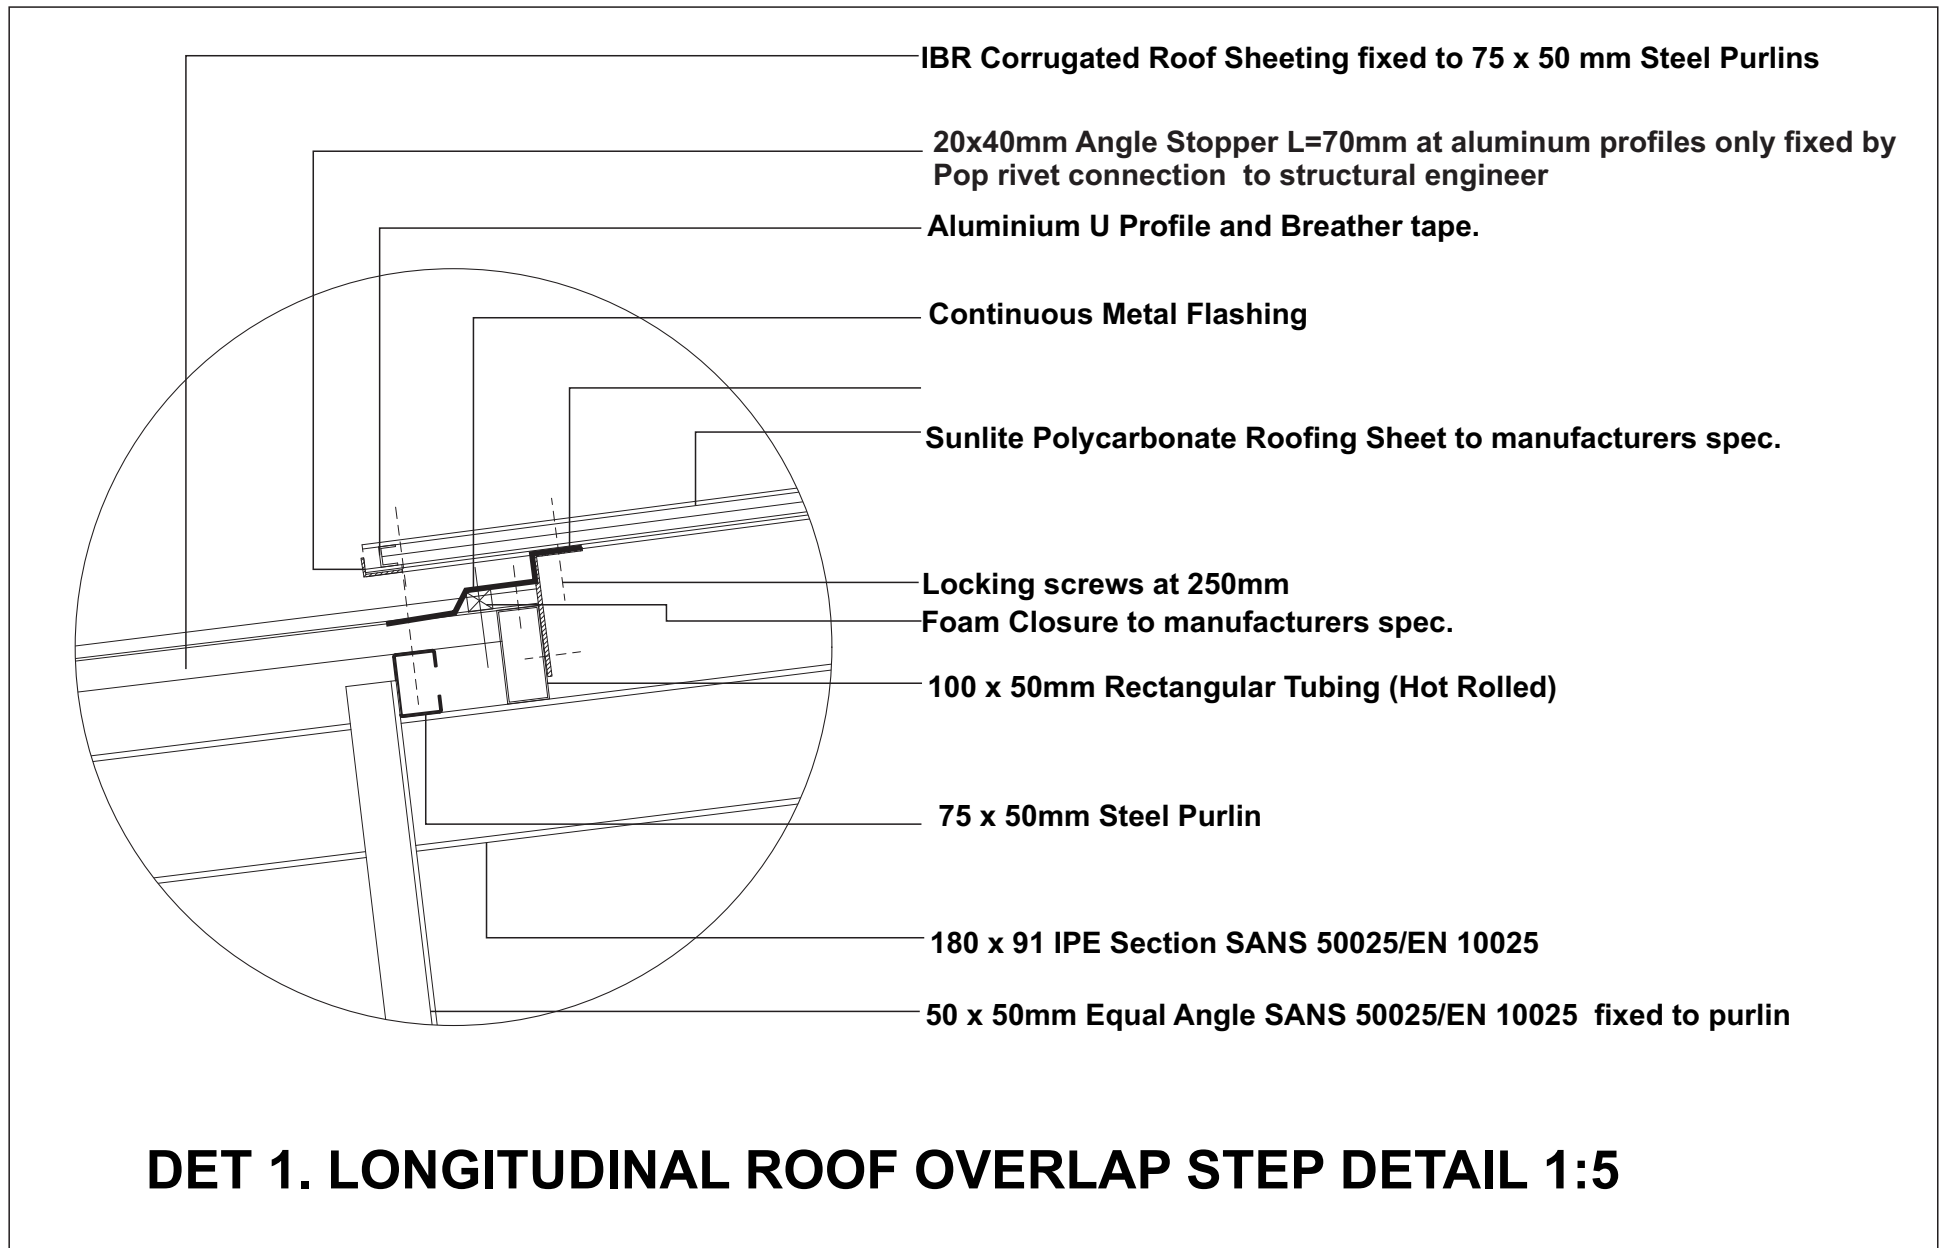 IBR Corrugated Roof Sheeting fixed to 75 x 50 mm Steel Purlins
20x40mm Angle Stopper L=70mm at aluminum profiles only fixed by
Pop rivet connection to structural engineer
Aluminium U Profile and Breather tape.
Continuous Metal Flashing
Sunlite Polycarbonate Roofing Sheet to manufacturers spec.
Locking screws at 250mm
Foam Closure to manufacturers spec.
100 x 50mm Rectangular Tubing (Hot Rolled)
75 x 50mm Steel Purlin
180 x 91 IPE Section SANS 50025/EN 10025
50 x 50mm Equal Angle SANS 50025/EN 10025 fixed to purlin
DET 1. LONGITUDINAL ROOF OVERLAP STEP DETAIL 1:5